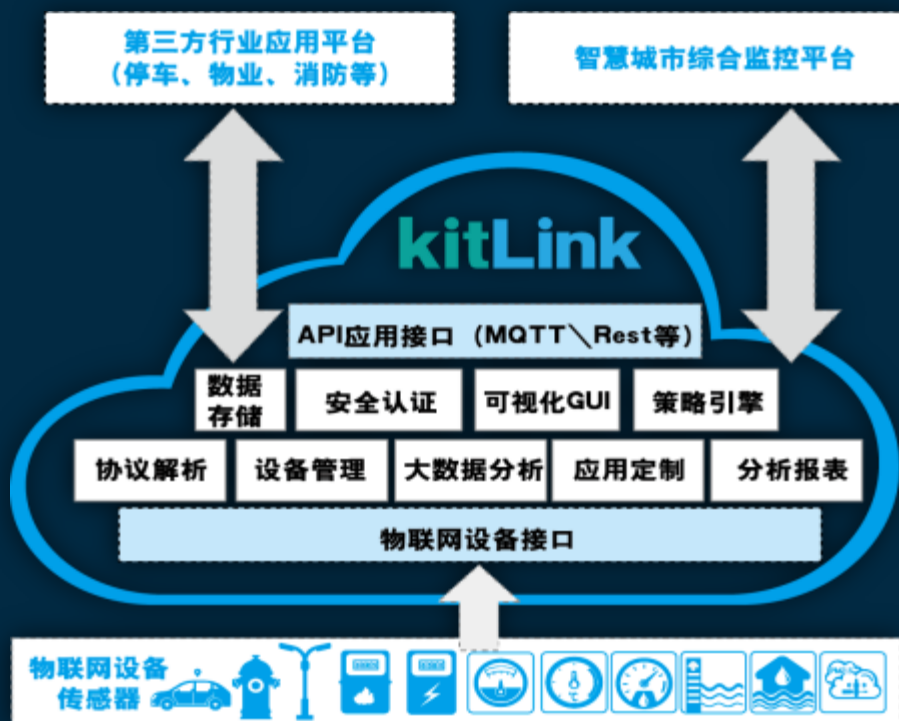 第三方行业应用平台
（停车、物业、消防等）
智慧城市综合监控平台
kitLink
API应用接口（MQTT＼Rest等）
数据
存储
安全认证
可视化GUI
策略引擎
协议解析
设备管理
大数据分析
应用定制
分析报表
物联网设备接口
物联网设备
传感器